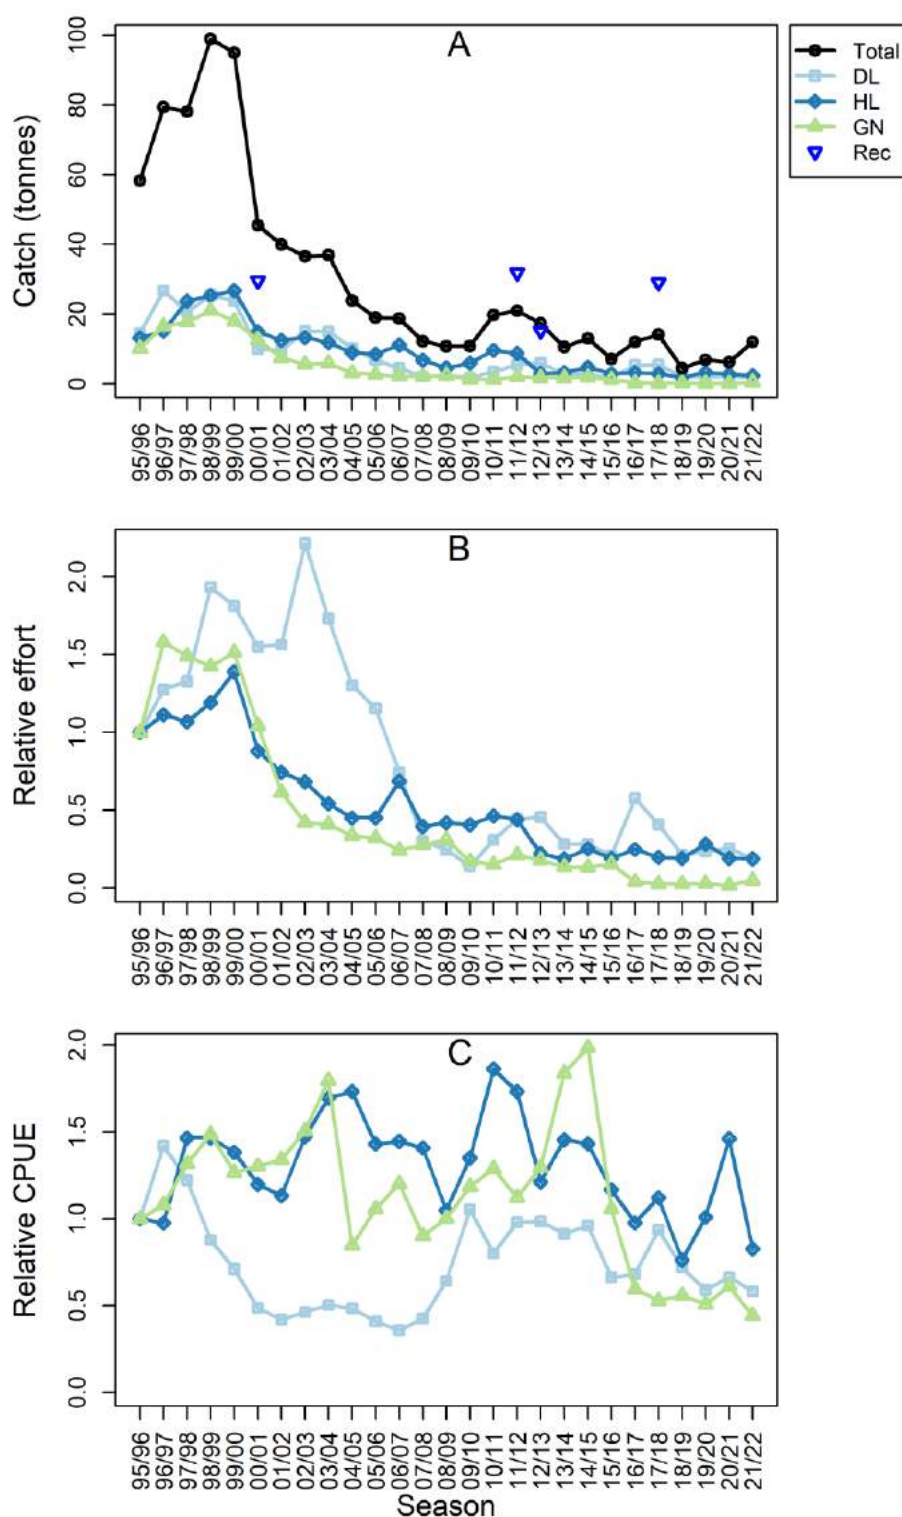 A
Catch (tonnes)
100
80
60
40
20
0
Total
DL
HL
GN
Rec
95/96 96/97 97/98 98/99 99/00 00/01 01/02 02/03 03/04 04/05 05/06 06/07 07/08 08/09 09/10 10/11 11/12 12/13 13/14 14/15 15/16 16/17 17/18 18/19 19/20 20/21 21/22
B
Relative effort
2.0
1.5
1.0
0.5
0.0
95/96 96/97 97/98 98/99 99/00 00/01 01/02 02/03 03/04 04/05 05/06 06/07 07/08 08/09 09/10 10/11 11/12 12/13 13/14 14/15 15/16 16/17 17/18 18/19 19/20 20/21 21/22
C
Relative CPUE
2.0
1.5
1.0
0.5
0.0
95/96 96/97 97/98 98/99 99/00 00/01 01/02 02/03 03/04 04/05 05/06 06/07 07/08 08/09 09/10 10/11 11/12 12/13 13/14 14/15 15/16 16/17 17/18 18/19 19/20 20/21 21/22
Season